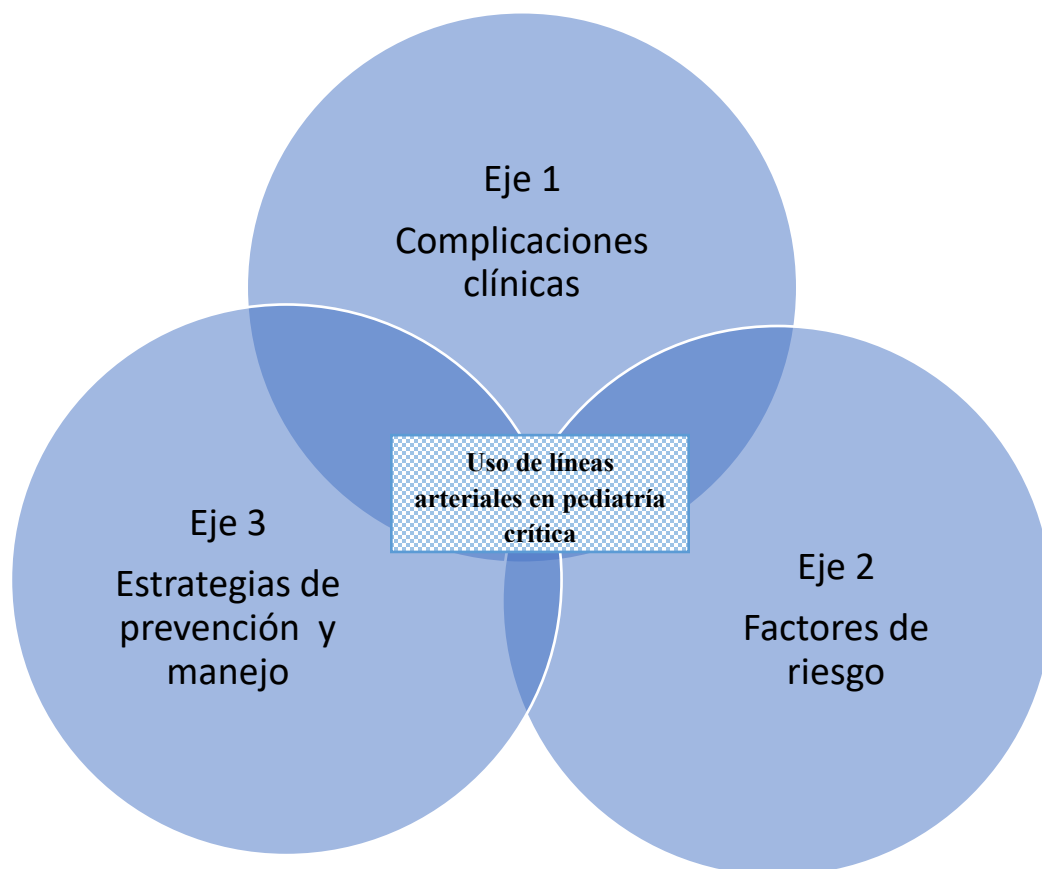 Eje 1
Complicaciones
clínicas
Uso de líneas
arteriales en pediatría
crítica
Eje 3
Estrategias de
prevención y
manejo
Eje 2
Factores de
riesgo